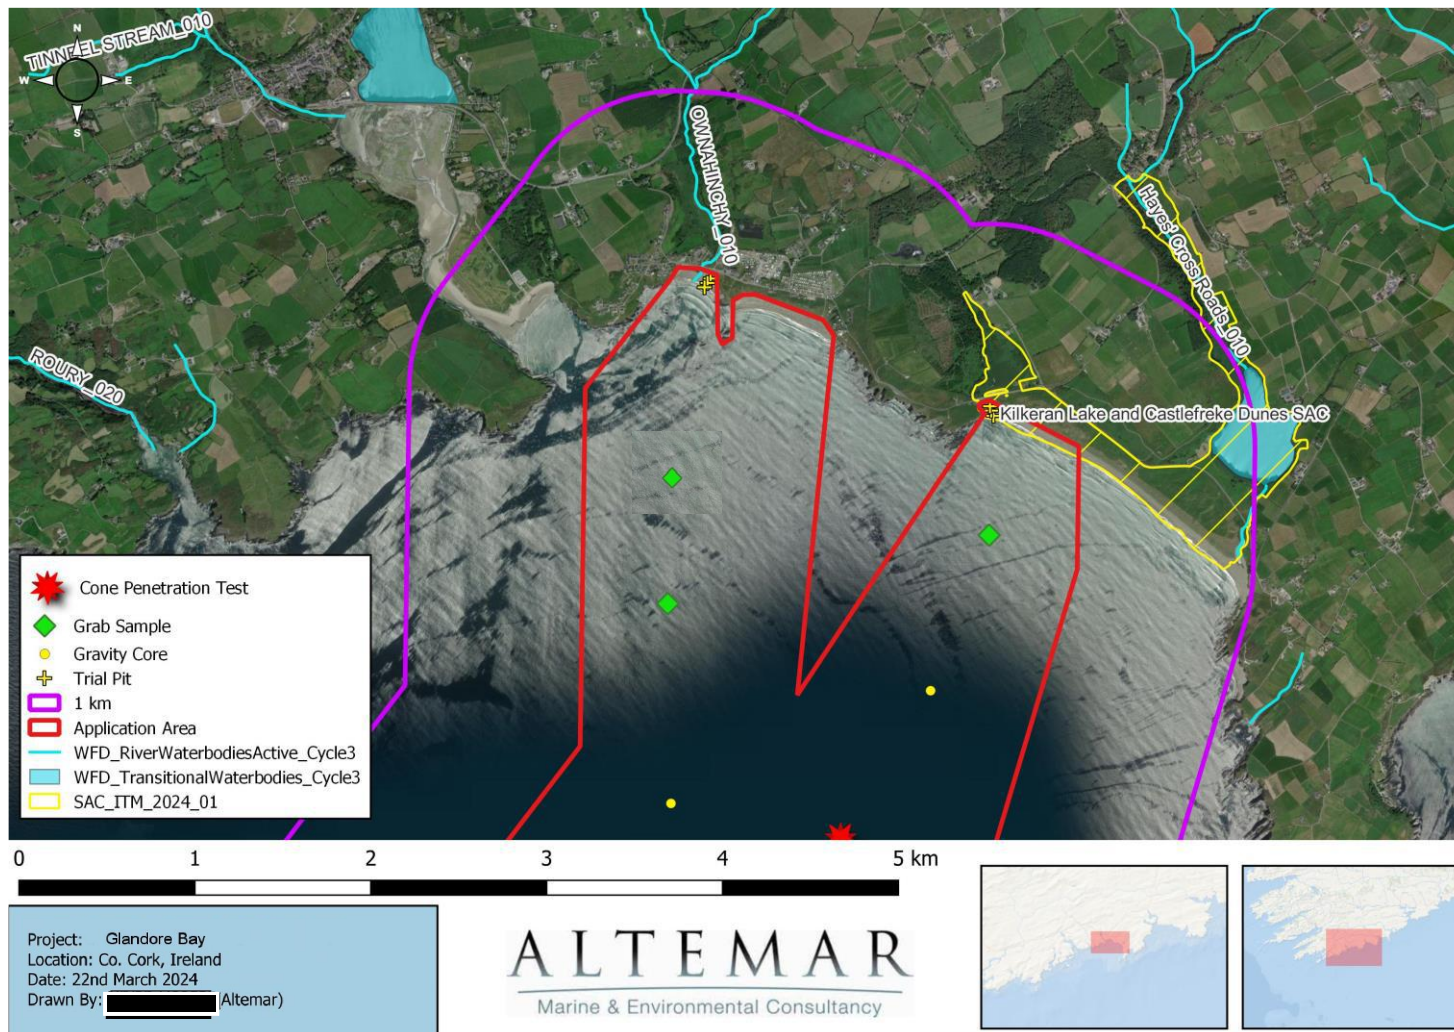 TINNEEL STREAM_010
N
W
E
S
OWNAHINCHY_010
Hayes' Cross Roads_010
ROURY_020
Kilkeran Lake and Castlefreke Dunes SAC
Cone Penetration Test
Grab Sample
Gravity Core
Trial Pit
1 km
Application Area
WFD_RiverWaterbodiesActive_Cycle3
WFD_TransitionalWaterbodies_Cycle3
SAC_ITM_2024_01
0 1 2 3 4 5 km
Project: Glandore Bay
Location: Co. Cork, Ireland
Date: 22nd March 2024
Drawn By: (Altemar)
ALTEMAR
Marine & Environmental Consultancy